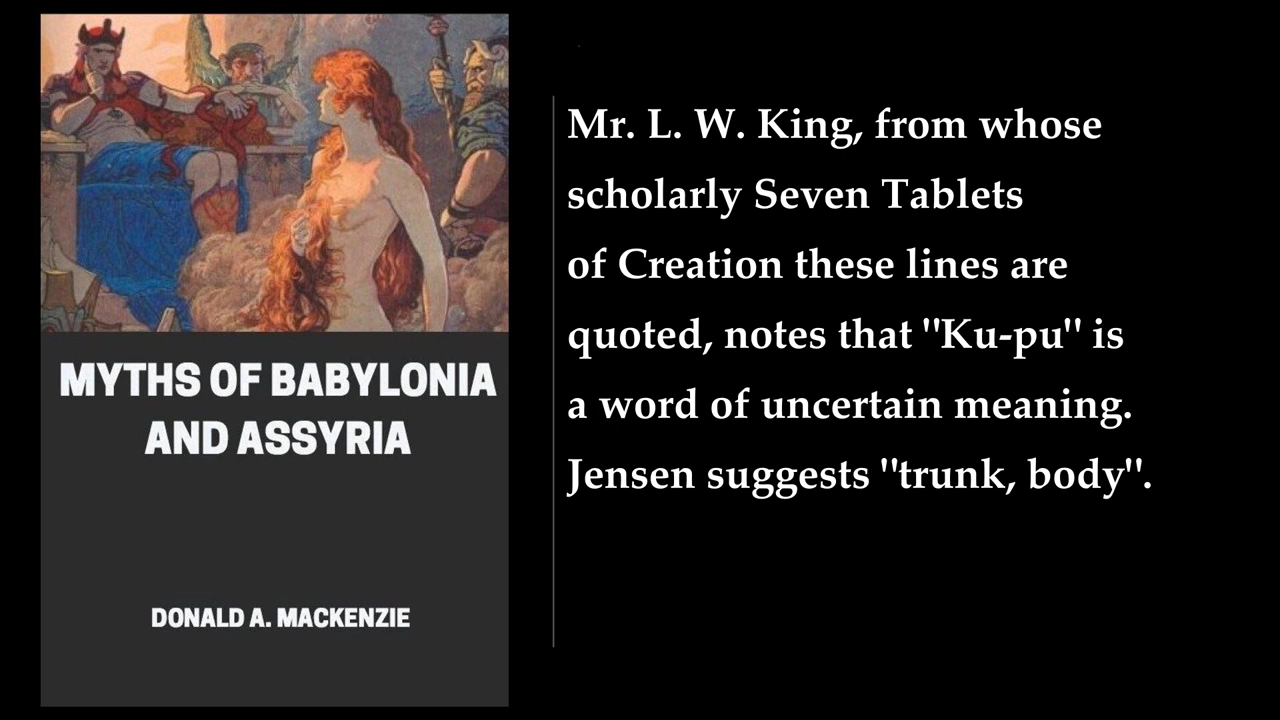 MYTHS OF BABYLONIA
AND ASSYRIA
DONALD A. MACKENZIE
Mr. L. W. King, from whose
scholarly Seven Tablets
of Creation these lines are
quoted, notes that "Ku-pu" is
a word of uncertain meaning.
Jensen suggests "trunk, body".